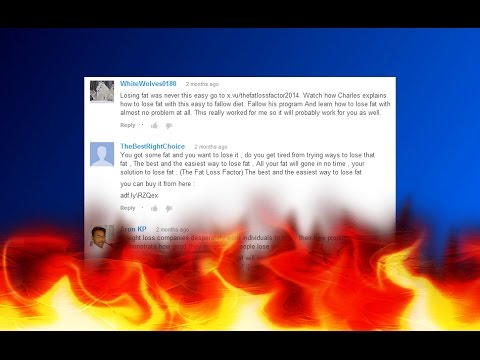 WhiteWolves0180 2 months ago
Losing fat was never this easy go to x.vu/thefatlossfactor2014. Watch how Charles explains
how to lose fat with this easy to fallow diet. Fallow his program And learn how to lose fat with
almost no problem at all. This really worked for me so it will probably work for you as well.
Reply
TheBestRightChoice 2 months ago
You got some fat and you want to lose it , do you get tired from trying ways to lose that
fat , The best and the easiest way to lose fat , All your fat will gone in no time , your
solution to lose fat : (The Fat Loss Factor) The best and the easiest way to lose fat
you can buy it from here :
adf.ly\RZQex
Reply
KP 2 months ago
loss companies individuals
how good